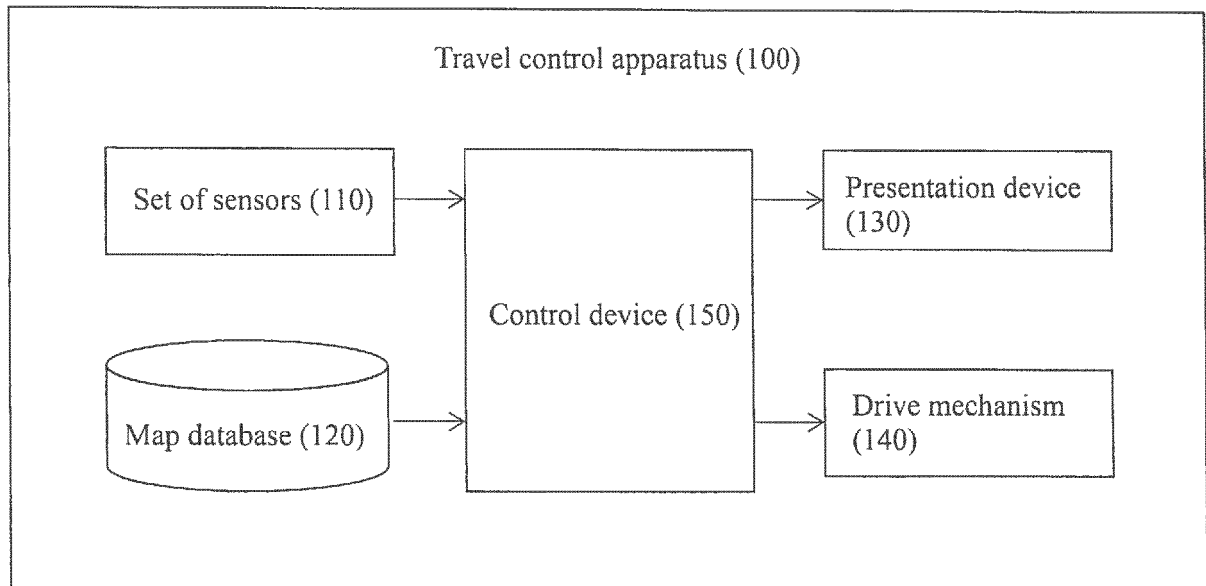 Travel control apparatus (100)
Set of sensors (110)
Presentation device
(130)
Control device (150)
Map database (120)
Drive mechanism
(140)